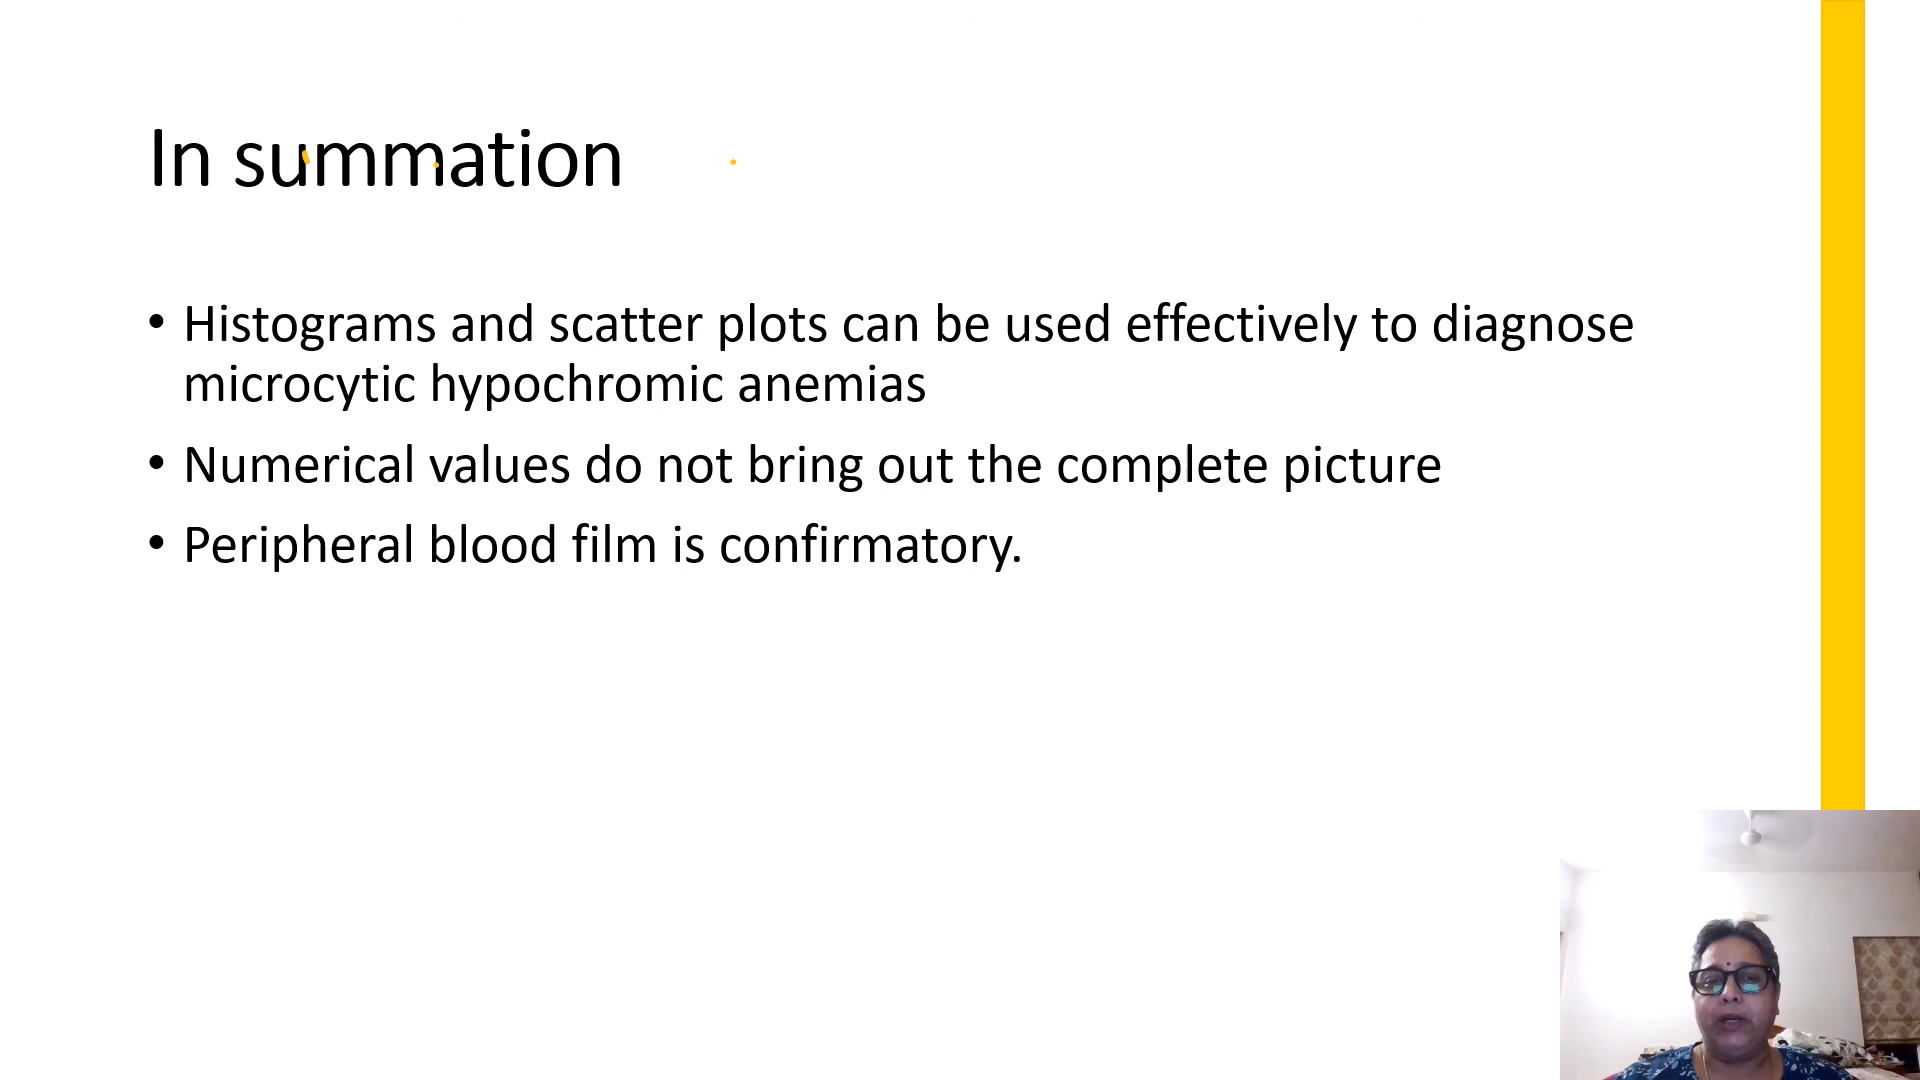 In summation
• Histograms and scatter plots can be used effectively to diagnose
microcytic hypochromic anemias
• Numerical values do not bring out the complete picture
• Peripheral blood film is confirmatory.